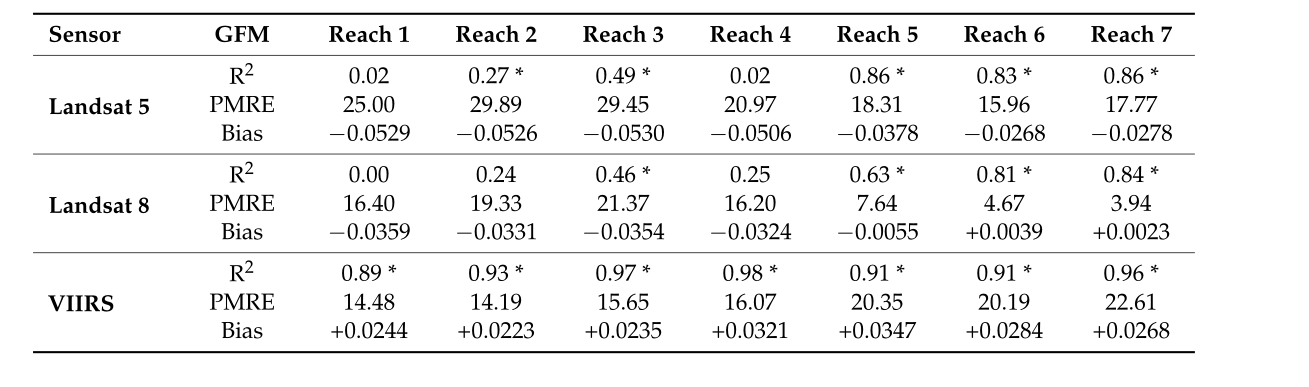 Sensor GFM Reach 1 Reach 2 Reach 3 Reach 4 Reach 5 Reach 6 Reach 7
R² 0.02 0.27 * 0.49 * 0.02 0.86 * 0.83 * 0.86 *
Landsat 5 PMRE 25.00 29.89 29.45 20.97 18.31 15.96 17.77
Bias −0.0529 −0.0526 −0.0530 −0.0506 −0.0378 −0.0268 −0.0278
R² 0.00 0.24 0.46 * 0.25 0.63 * 0.81 * 0.84 *
Landsat 8 PMRE 16.40 19.33 21.37 16.20 7.64 4.67 3.94
Bias −0.0359 −0.0331 −0.0354 −0.0324 −0.0055 +0.0039 +0.0023
R² 0.89 * 0.93 * 0.97 * 0.98 * 0.91 * 0.91 * 0.96 *
VIIRS PMRE 14.48 14.19 15.65 16.07 20.35 20.19 22.61
Bias +0.0244 +0.0223 +0.0235 +0.0321 +0.0347 +0.0284 +0.0268